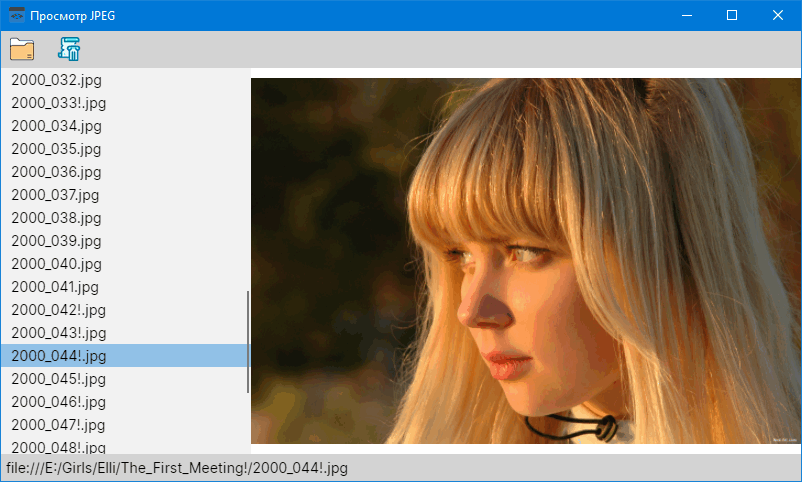 Просмотр JPEG
2000_032.jpg
2000_033!.jpg
2000_034.jpg
2000_035.jpg
2000_036.jpg
2000_037.jpg
2000_038.jpg
2000_039.jpg
2000_040.jpg
2000_041.jpg
2000_042!.jpg
2000_043!.jpg
2000_044!.jpg
2000_045!.jpg
2000_046!.jpg
2000_047!.jpg
2000_048!.jpg
file:///E:/Girls/Elli/The_First_Meeting!/2000_044!.jpg